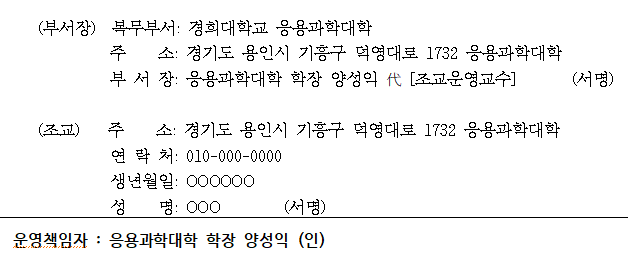 (부서장) 복무부서: 경희대학교 응용과학대학
주 소: 경기도 용인시 기흥구 덕영대로 1732 응용과학대학
부 서 장: 응용과학대학 학장 양성익 代 [조교운영교수] (서명)
(조교) 주 소: 경기도 용인시 기흥구 덕영대로 1732 응용과학대학
연 락 처: 010-000-0000
생년월일: ○○○○○○
성 명: ○○○ (서명)
운영책임자 : 응용과학대학 학장 양성익 (인)